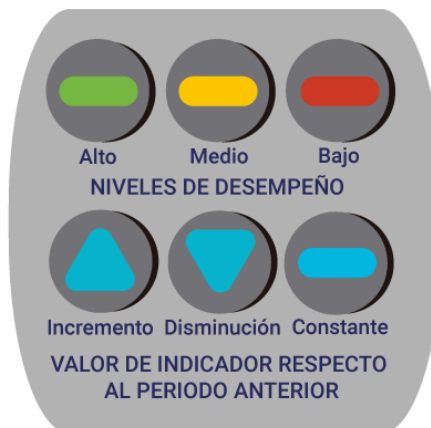 Alto Medio Bajo
NIVELES DE DESEMPEÑO
Incremento Disminución Constante
VALOR DE INDICADOR RESPECTO
AL PERIODO ANTERIOR